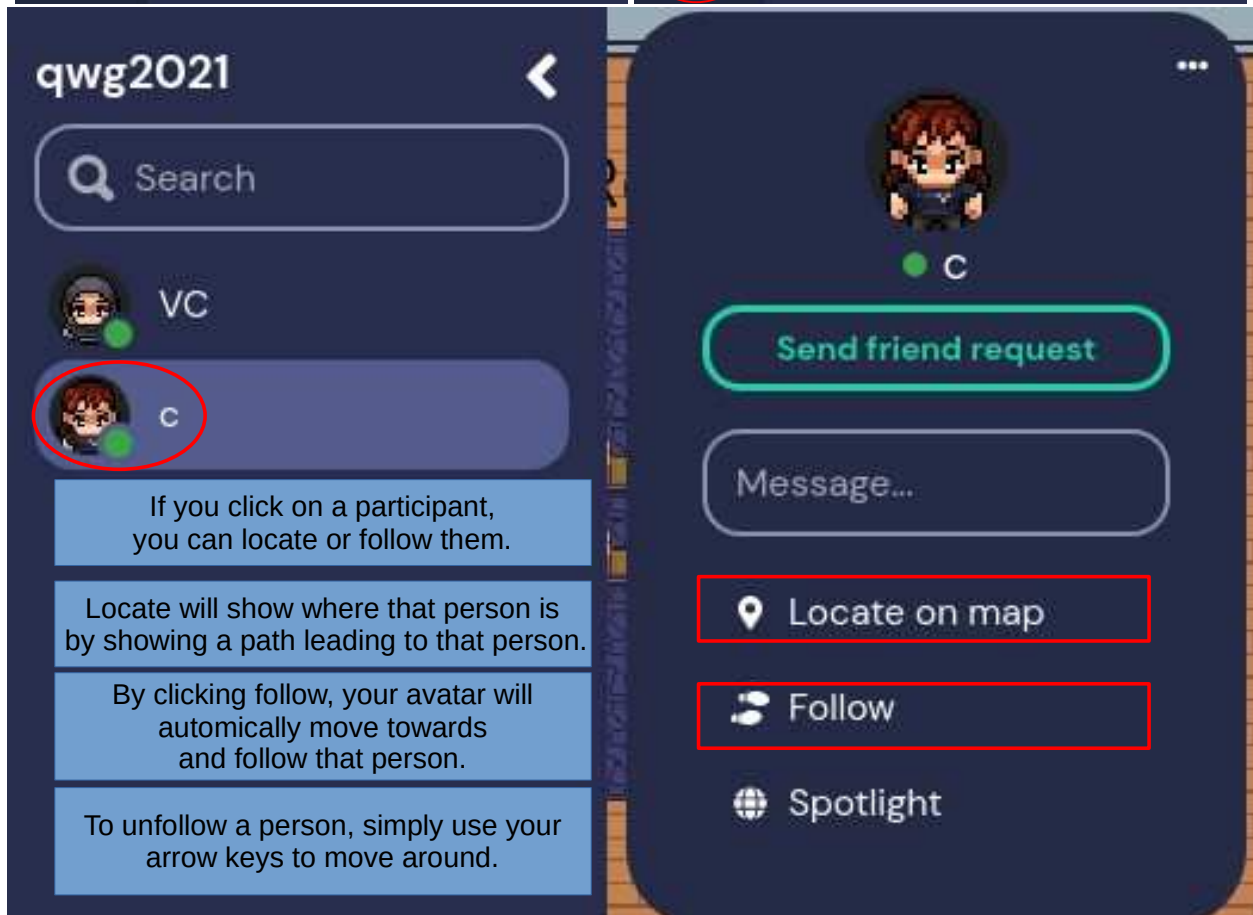 qwg2021
Search
VC
c
If you click on a participant,
you can locate or follow them.
Locate will show where that person is
by showing a path leading to that person.
By clicking follow, your avatar will
automically move towards
and follow that person.
To unfollow a person, simply use your
arrow keys to move around.
c
Send friend request
Message...
Locate on map
Follow
Spotlight